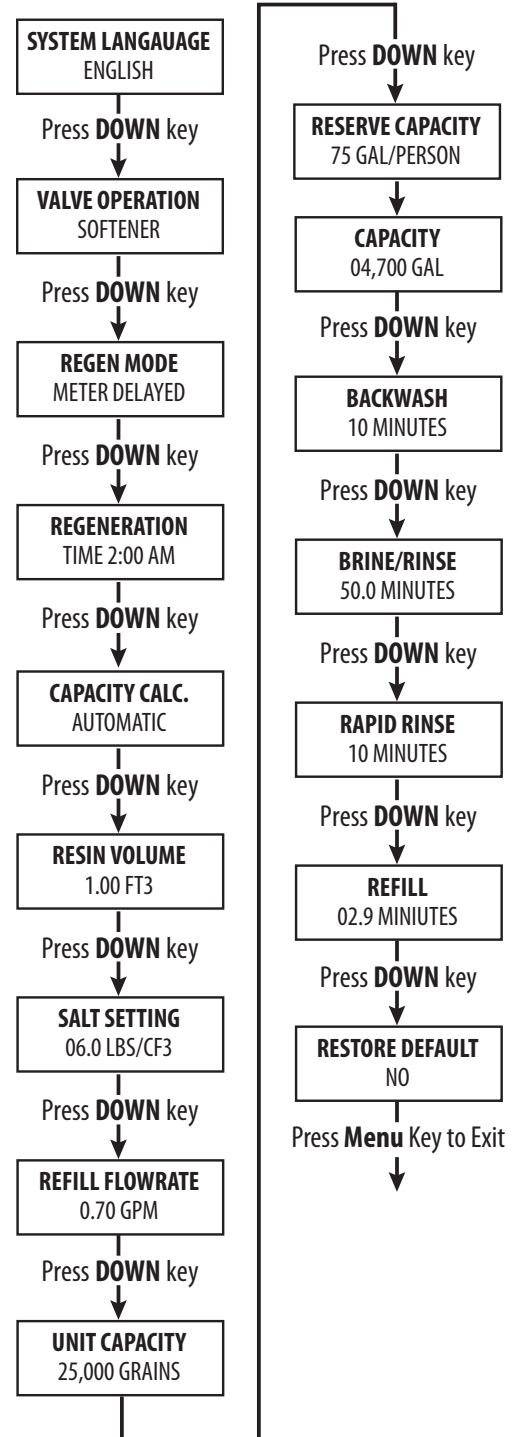 SYSTEM LANGAUAGE
ENGLISH
Press DOWN key
VALVE OPERATION
SOFTENER
Press DOWN key
REGEN MODE
METER DELAYED
Press DOWN key
REGENERATION
TIME 2:00 AM
Press DOWN key
CAPACITY CALC.
AUTOMATIC
Press DOWN key
RESIN VOLUME
1.00 FT3
Press DOWN key
SALT SETTING
06.0 LBS/CF3
Press DOWN key
REFILL FLOWRATE
0.70 GPM
Press DOWN key
UNIT CAPACITY
25,000 GRAINS
Press DOWN key
RESERVE CAPACITY
75 GAL/PERSON
CAPACITY
04,700 GAL
Press DOWN key
BACKWASH
10 MINUTES
Press DOWN key
BRINE/RINSE
50.0 MINUTES
Press DOWN key
RAPID RINSE
10 MINUTES
Press DOWN key
REFILL
02.9 MINIUTES
Press DOWN key
RESTORE DEFAULT
NO
Press Menu Key to Exit